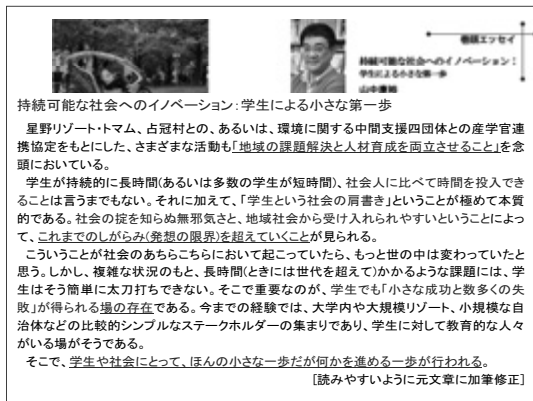 巻頭エッセイ
持続可能な社会へのイノベーション：
学生による小さな第一歩
持続可能な社会へのイノベーション：学生による小さな第一歩
星野リゾート・トマム、占冠村との、あるいは、環境に関する中間支援四団体との産学官連
携協定をもとにした、さまざまな活動も「地域の課題解決と人材育成を両立させること」を念
頭においている。
学生が持続的に長時間(あるいは多数の学生が短時間)、社会人に比べて時間を投入でき
ることは言うまでもない。それに加えて、「学生という社会の肩書き」ということが極めて本質
的である。社会の掟を知らぬ無邪気さと、地域社会から受け入れられやすいということによっ
て、これまでのしがらみ(発想の限界)を超えていくことが見られる。
こういうことが社会のあちらこちらにおいて起こっていたら、もっと世の中は変わっていたと
思う。しかし、複雑な状況のもと、長時間(ときには世代を超えて)かかるような課題には、学
生はそう簡単に太刀打ちできない。そこで重要なのが、学生でも「小さな成功と数多くの失
敗」が得られる場の存在である。今までの経験では、大学内や大規模リゾート、小規模な自
治体などの比較的シンプルなステークホルダーの集まりであり、学生に対して教育的な人々
がいる場がそうである。
そこで、学生や社会にとって、ほんの小さな一歩だが何かを進める一歩が行われる。
[読みやすいように元文章に加筆修正]